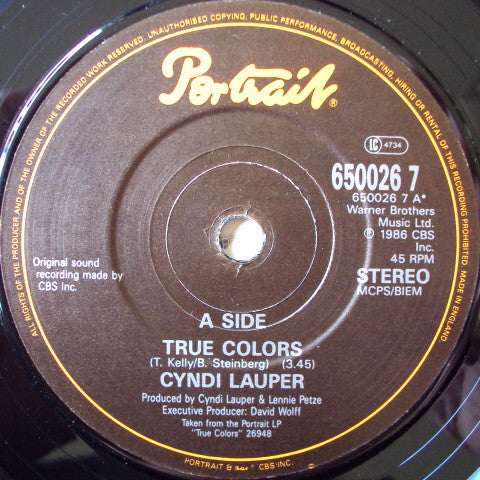 ALL RIGHTS OF THE PRODUCER AND OF THE OWNER OF THE RECORDED WORK RESERVED. UNAUTHORISED COPYING, PUBLIC PERFORMANCE, BROADCASTING, HIRING OR RENTAL OF THIS RECORDING PROHIBITED. MADE IN ENGLAND.
Portrait®
LC 4734
650026 7
650026 7 A*
Warner Brothers
Music Ltd.
℗ 1986 CBS
Inc.
45 RPM
STEREO
MCPS/BIEM
Original sound
recording made by
CBS Inc.
A SIDE
TRUE COLORS
(T. Kelly/B. Steinberg) (3.45)
CYNDI LAUPER
Produced by Cyndi Lauper & Lennie Petze
Executive Producer: David Wolff
Taken from the Portrait LP
"True Colors" 26948
PORTRAIT & CBS INC.